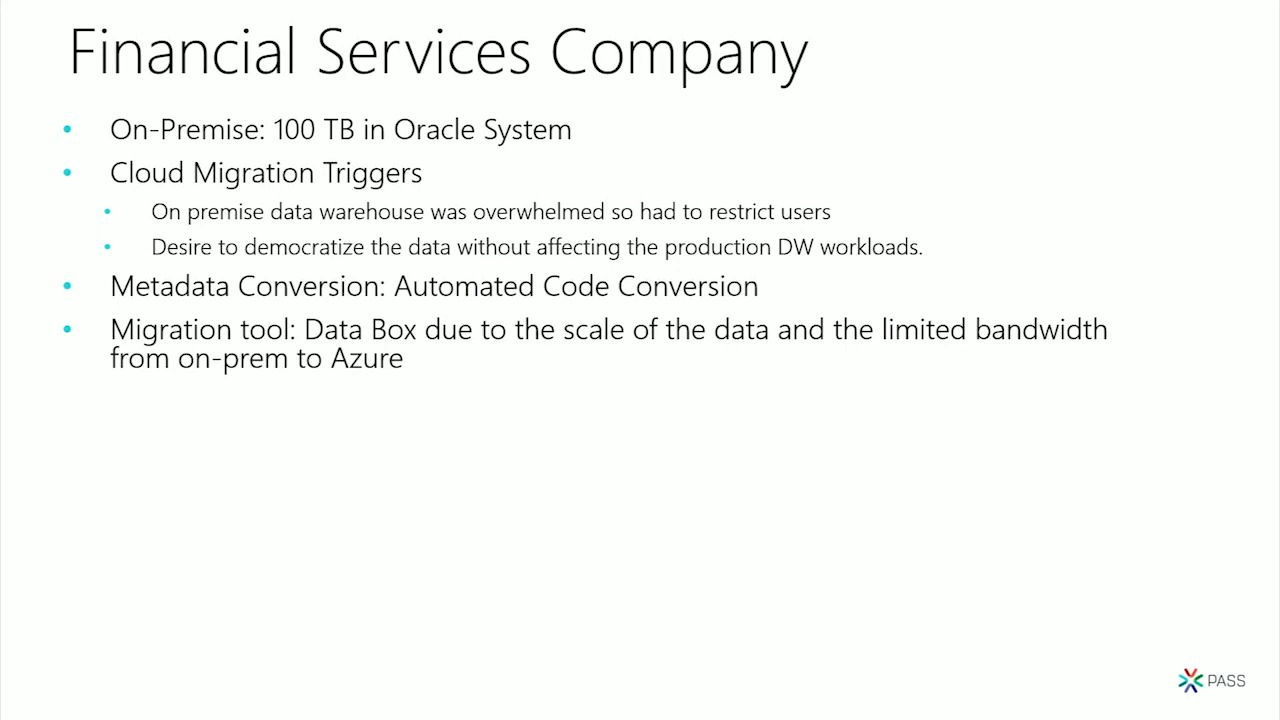 Financial Services Company
• On-Premise: 100 TB in Oracle System
• Cloud Migration Triggers
• On premise data warehouse was overwhelmed so had to restrict users
• Desire to democratize the data without affecting the production DW workloads.
• Metadata Conversion: Automated Code Conversion
• Migration tool: Data Box due to the scale of the data and the limited bandwidth
from on-prem to Azure
PASS